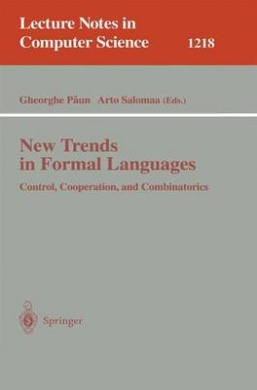 Lecture Notes in
Computer Science 1218
Gheorghe Păun Arto Salomaa (Eds.)
New Trends
in Formal Languages
Control, Cooperation, and Combinatorics
Springer